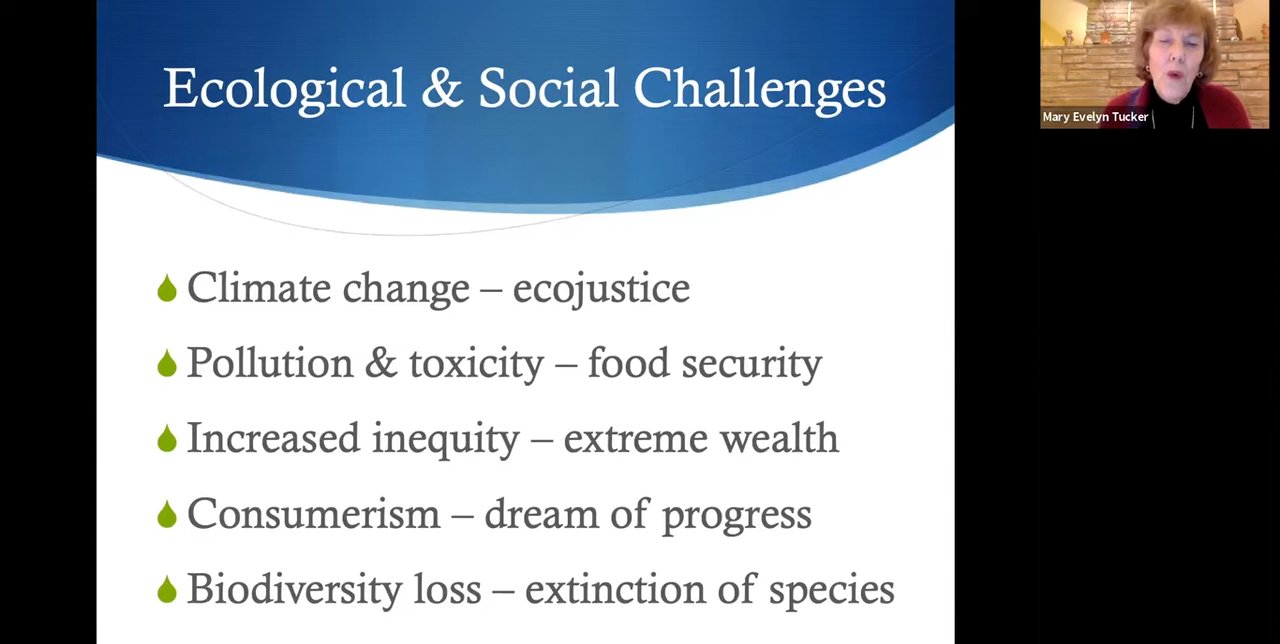 Ecological & Social Challenges
Mary Evelyn Tucker
Climate change – ecojustice
Pollution & toxicity – food security
Increased inequity – extreme wealth
Consumerism – dream of progress
Biodiversity loss – extinction of species